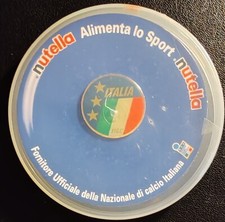 nutella
Alimenta lo Sport
nutella
ITALIA
Fornitore Ufficiale della Nazionale di calcio Italiana